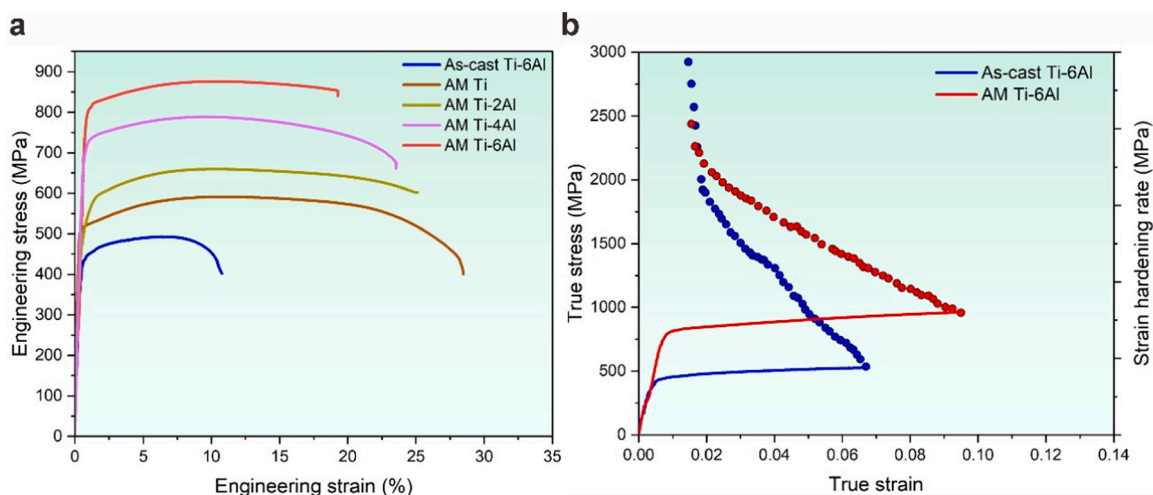 a
Engineering stress (MPa)
900
800
700
600
500
400
300
200
100
0
0
5
10
15
20
25
30
35
Engineering strain (%)
As-cast Ti-6Al
AM Ti
AM Ti-2Al
AM Ti-4Al
AM Ti-6Al
b
True stress (MPa)
3000
2500
2000
1500
1000
500
0
0.00
0.02
0.04
0.06
0.08
0.10
0.12
0.14
True strain
As-cast Ti-6Al
AM Ti-6Al
Strain hardening rate (MPa)